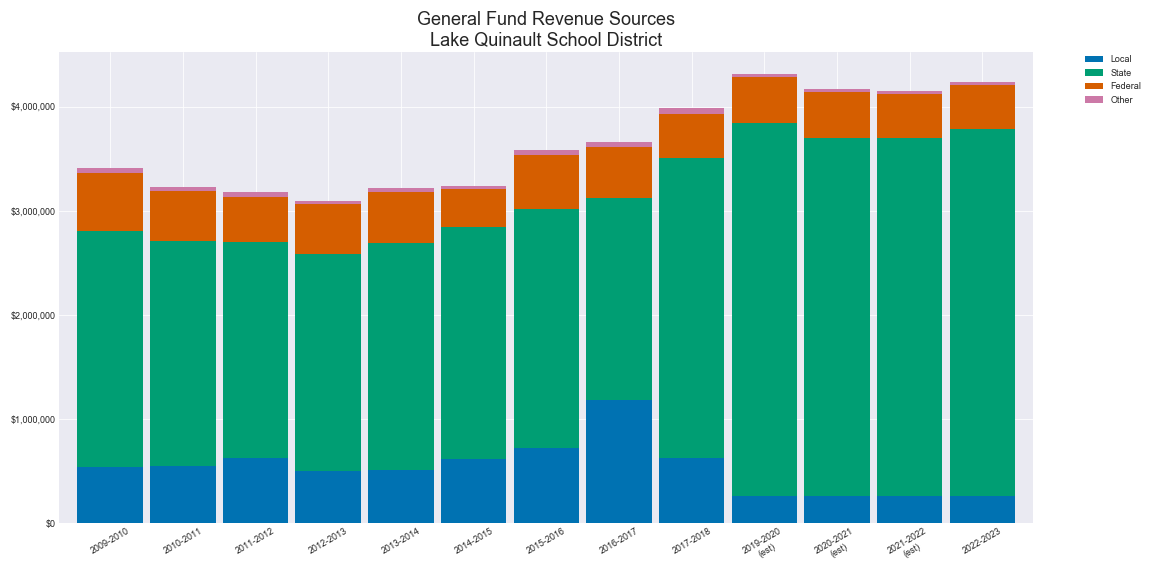 General Fund Revenue Sources
Lake Quinault School District
Local
State
Federal
Other
$4,000,000
$3,000,000
$2,000,000
$1,000,000
$0
2009-2010
2010-2011
2011-2012
2012-2013
2013-2014
2014-2015
2015-2016
2016-2017
2017-2018
2019-2020
(est)
2020-2021
(est)
2021-2022
(est)
2022-2023